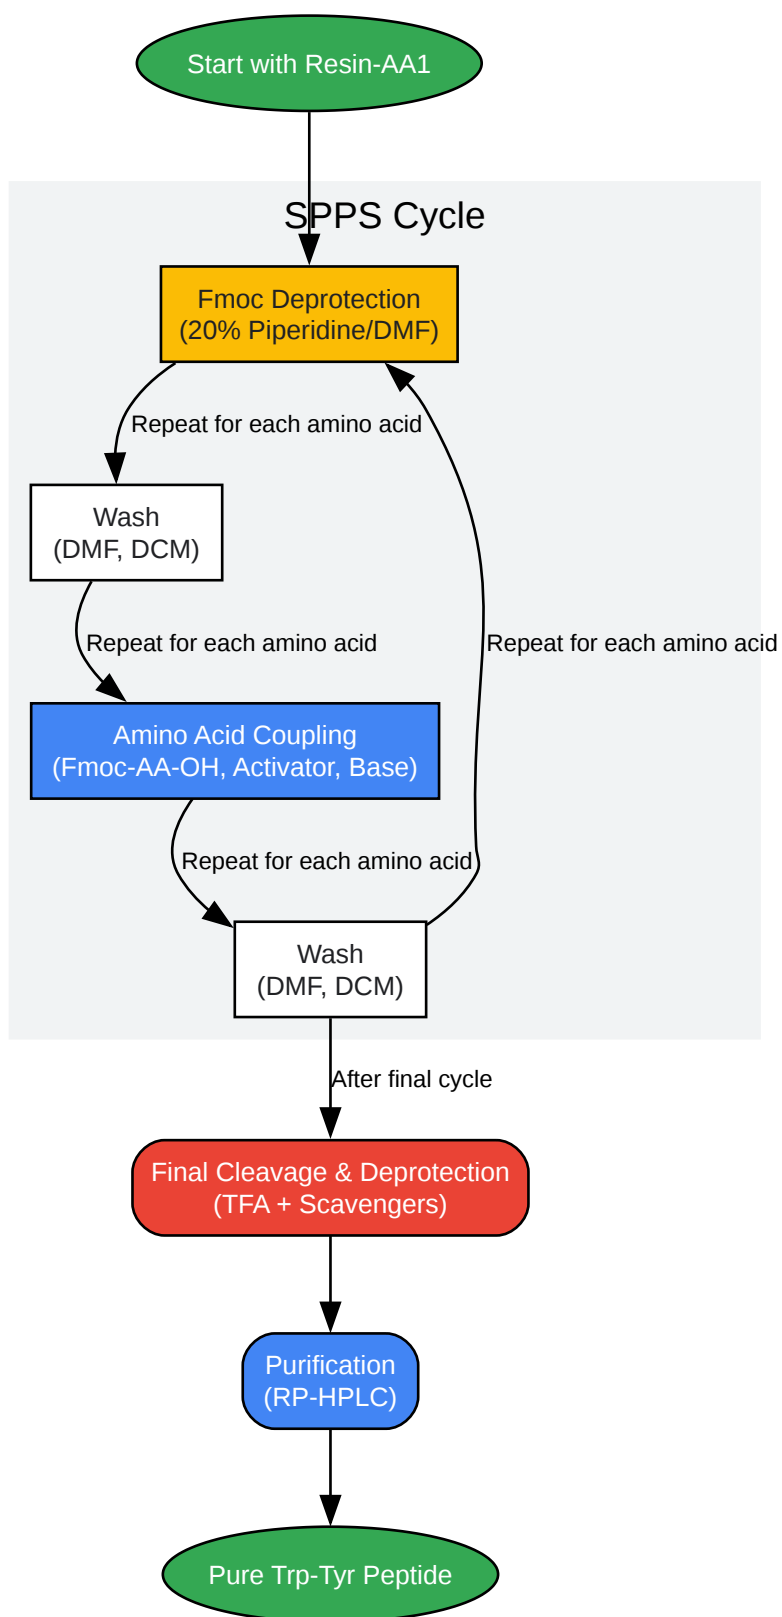 Start with Resin-AA1
SPPS Cycle
Fmoc Deprotection
(20% Piperidine/DMF)
Repeat for each amino acid
Wash
(DMF, DCM)
Repeat for each amino acid
Repeat for each amino acid
Amino Acid Coupling
(Fmoc-AA-OH, Activator, Base)
Repeat for each amino acid
Wash
(DMF, DCM)
After final cycle
Final Cleavage & Deprotection
(TFA + Scavengers)
Purification
(RP-HPLC)
Pure Trp-Tyr Peptide